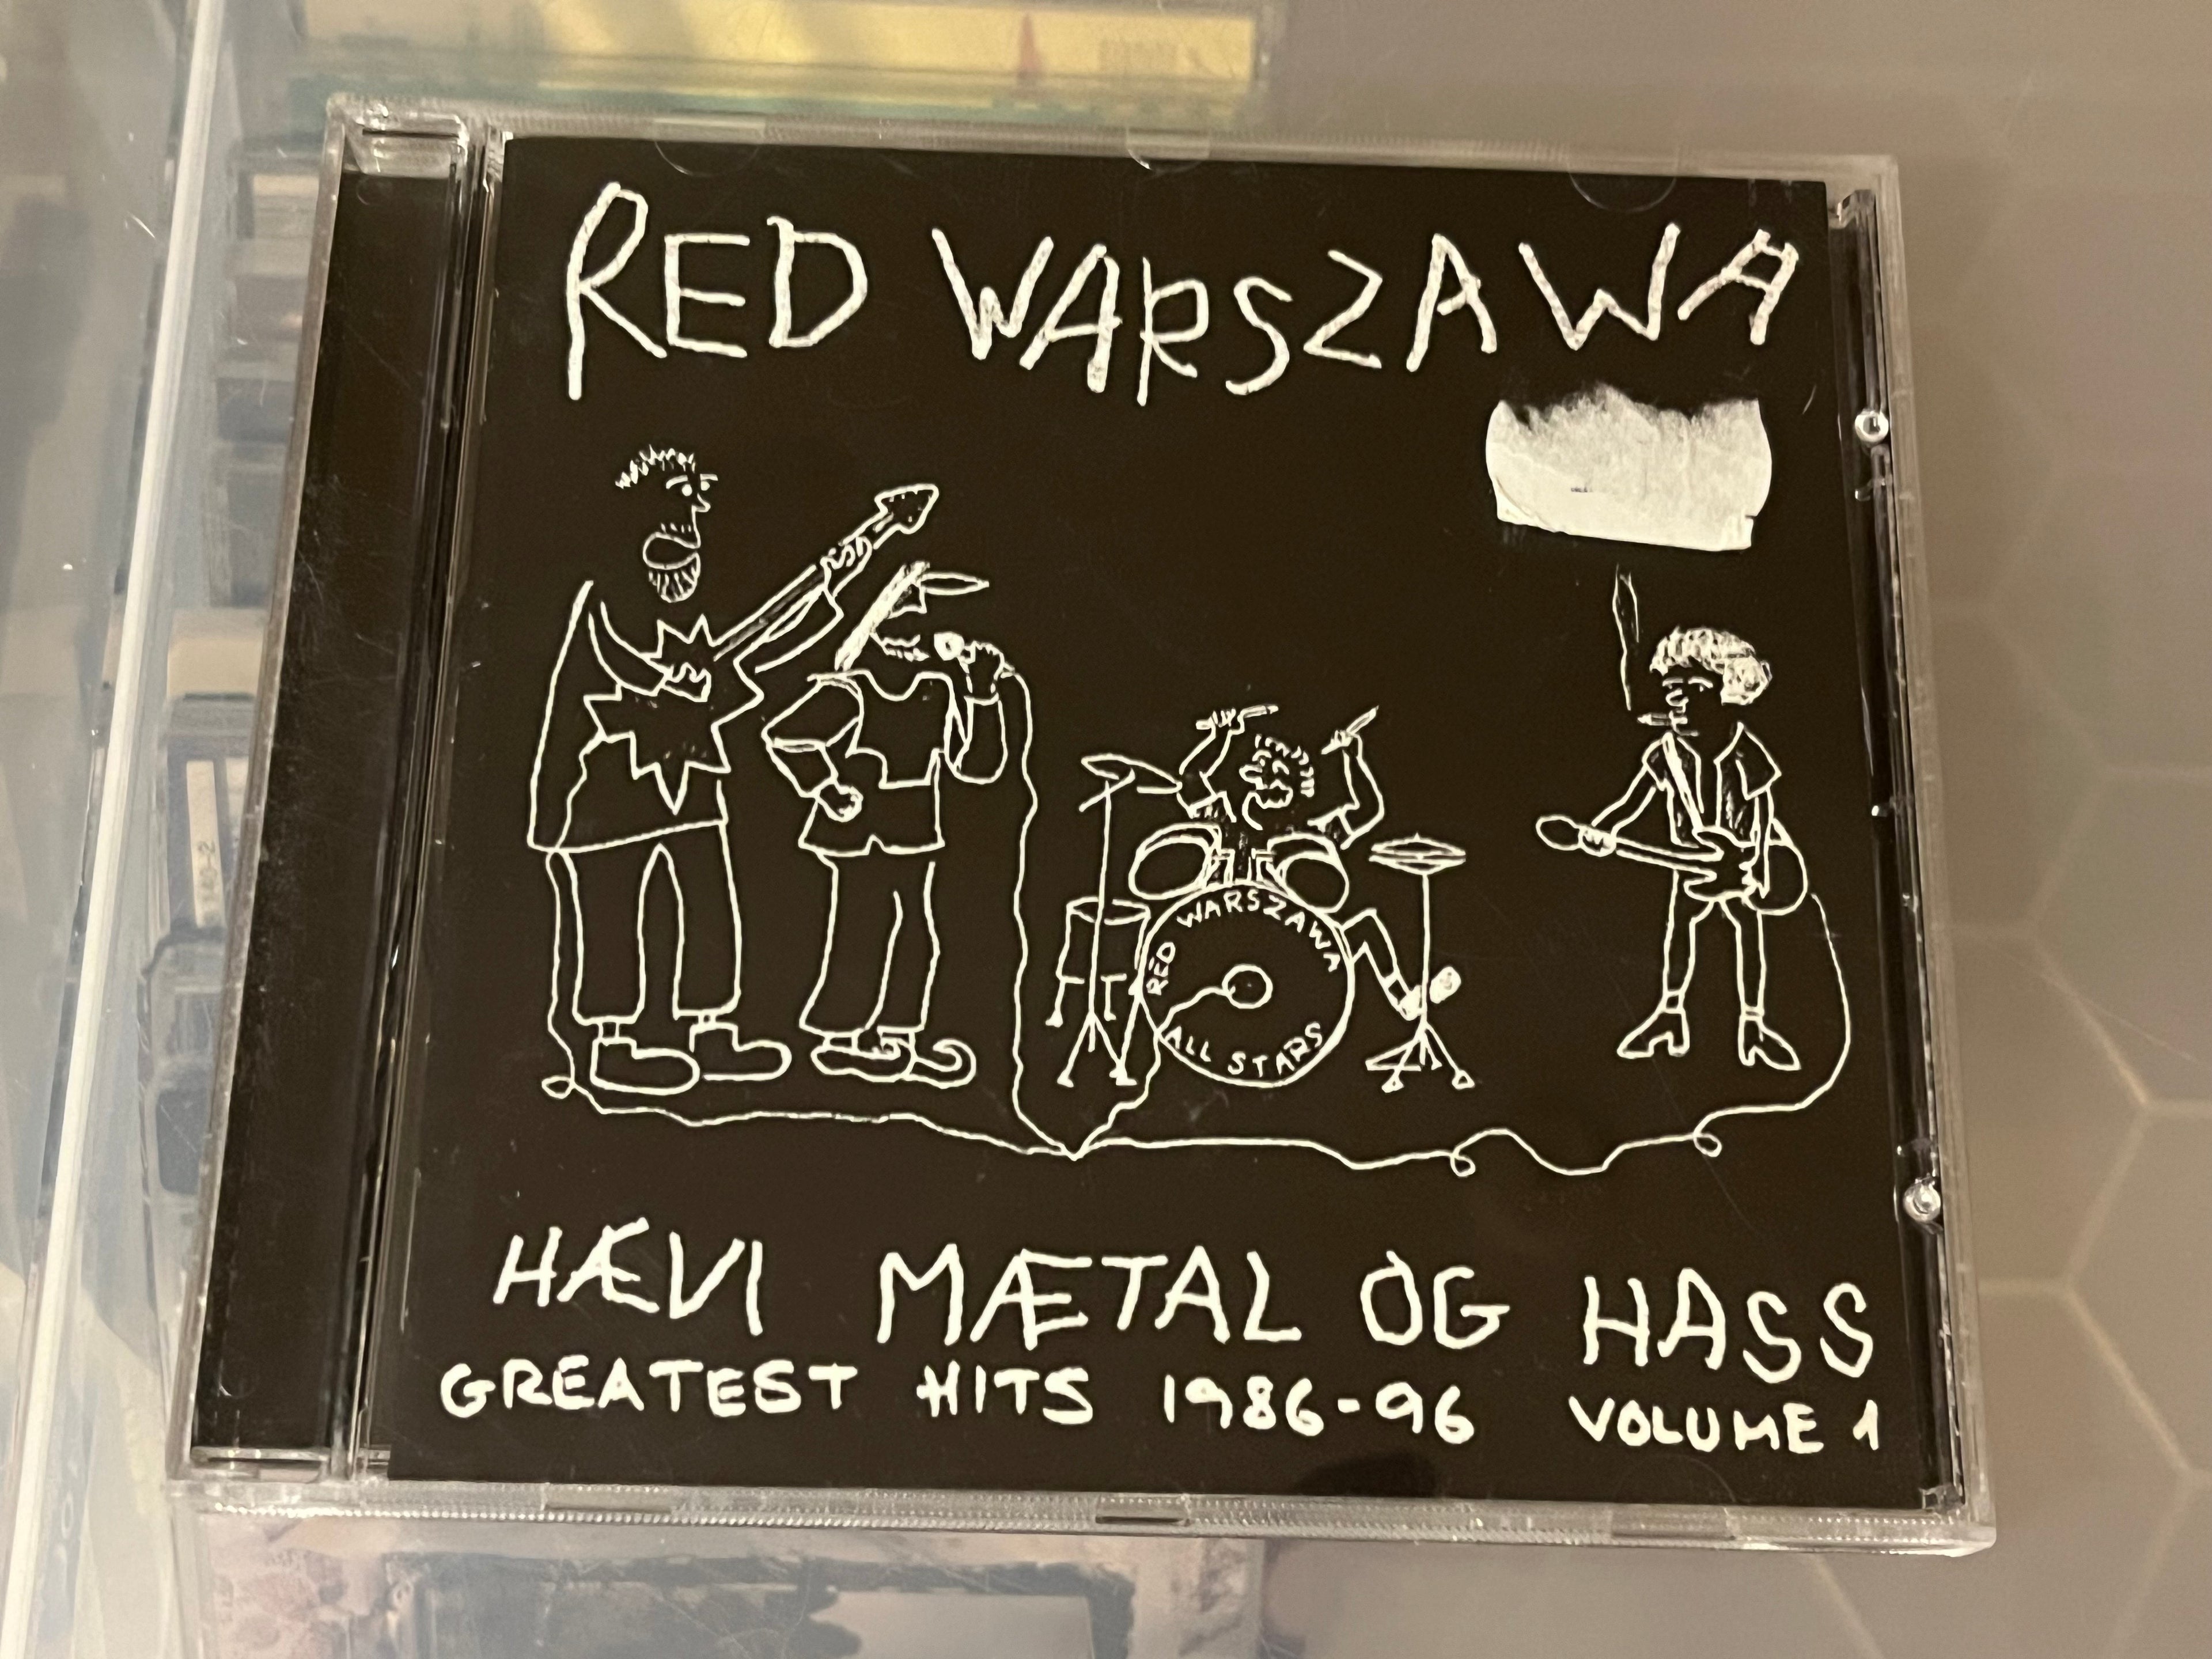 RED WARSZAWA
RED WARSZAWA
ALL STARS
HÆVI MÆTAL OG HASS
GREATEST HITS 1986-96 VOLUME 1